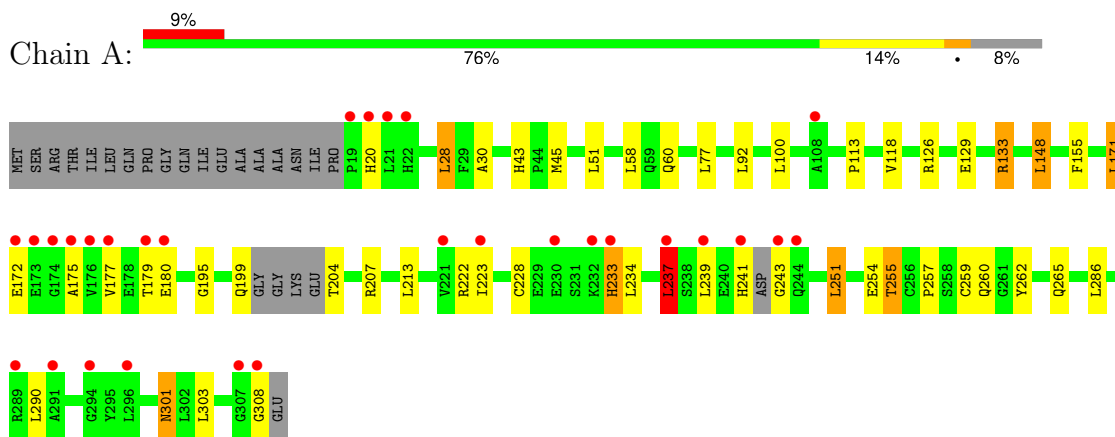 9%
Chain A:
76% 14% • 8%
MET SER ARG THR ILE LEU GLN PRO GLY GLN ILE GLU ALA ALA ALA ASN ILE PRO P19 H20 L21 H22 L28 F29 A30 H43 P44 M45 L51 L58 Q59 Q60 L77 L92 L100 A108 P113 V118 R126 E129 R133 L148 F155 L171
E172 E173 G174 A175 V176 V177 E178 T179 E180 G195 Q199 GLY GLY LYS GLU T204 R207 L213 V221 R222 I223 C228 E229 E230 S231 K232 H233 L234 L237 S238 L239 E240 H241 ASP G243 Q244 L251 E254 T255 C256 P257 S258 C259 Q260 G261 Y262 Q265 L286
R289 L290 A291 G294 Y295 L296 N301 L302 L303 G307 G308 GLU